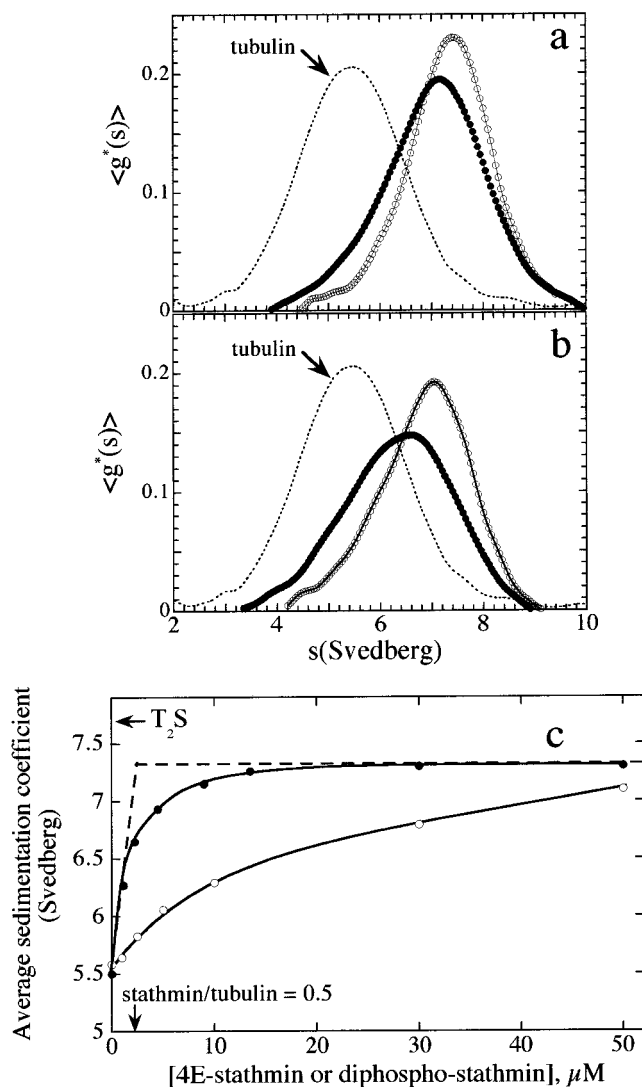 a
tubulin
0.2
<g*(s)>
0.1
0
b
tubulin
0.2
<g*(s)>
0.1
0
2 4 6 8 10
s(Svedberg)
c
T₂S
7.5
7
6.5
6
5.5
5
Average sedimentation coefficient
(Svedberg)
stathmin/tubulin = 0.5
0 10 20 30 40 50
[4E-stathmin or diphospho-stathmin], µM